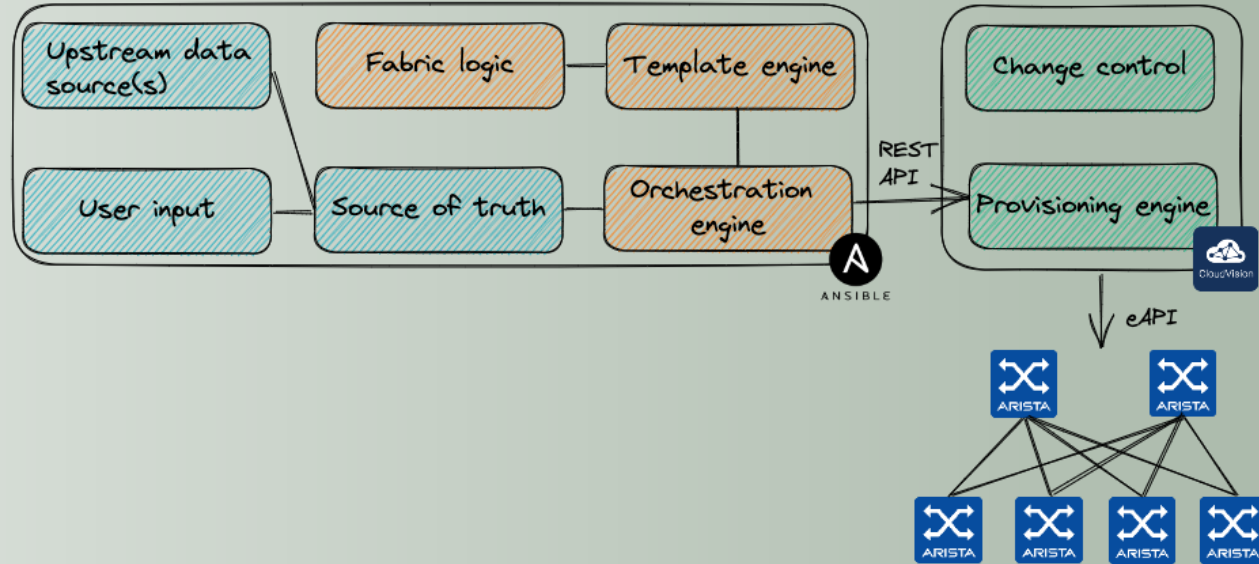 Upstream data
source(s)
Fabric logic
Template engine
Change control
User input
Source of truth
Orchestration
engine
REST
API
Provisioning engine
ANSIBLE
CloudVision
eAPI
ARISTA
ARISTA
ARISTA
ARISTA
ARISTA
ARISTA